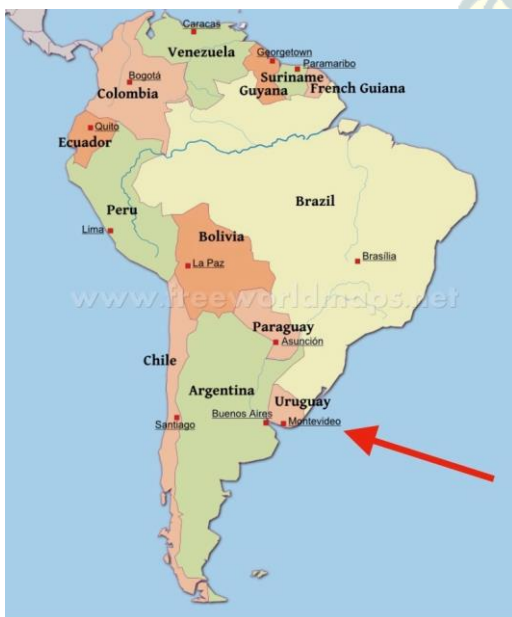 Caracas
Venezuela
Georgetown
Paramaribo
Bogotá
Suriname
Colombia
Guyana
French Guiana
Quito
Ecuador
Peru
Brazil
Lima
Bolivia
La Paz
Brasília
www.freeworldmaps.net
Paraguay
Asunción
Chile
Argentina
Uruguay
Buenos Aires
Santiago
Montevideo